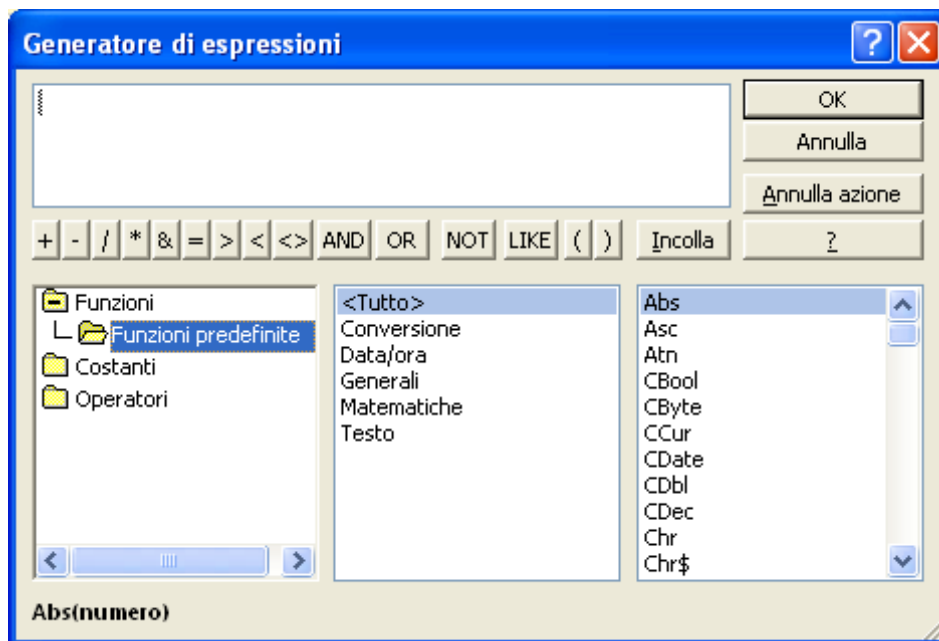 Generatore di espressioni
?
OK
Annulla
Annulla azione
+ - / * & = > < <> AND OR NOT LIKE ( ) Incolla ?
Funzioni
Funzioni predefinite
Costanti
Operatori
<Tutto>
Conversione
Data/ora
Generali
Matematiche
Testo
Abs
Asc
Atn
CBool
CByte
CCur
CDate
CDbl
CDec
Chr
Chr$
Abs(numero)